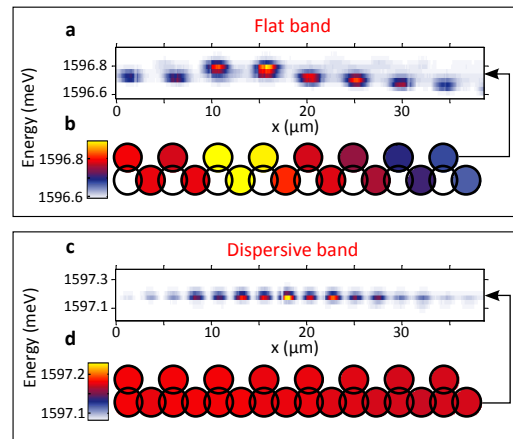 a
Flat band
1596.8
1596.6
0
10
20
30
x (μm)
Energy (meV)
b
1596.8
1596.6
c
Dispersive band
1597.3
1597.1
0
10
20
30
x (μm)
Energy (meV)
d
1597.2
1597.1